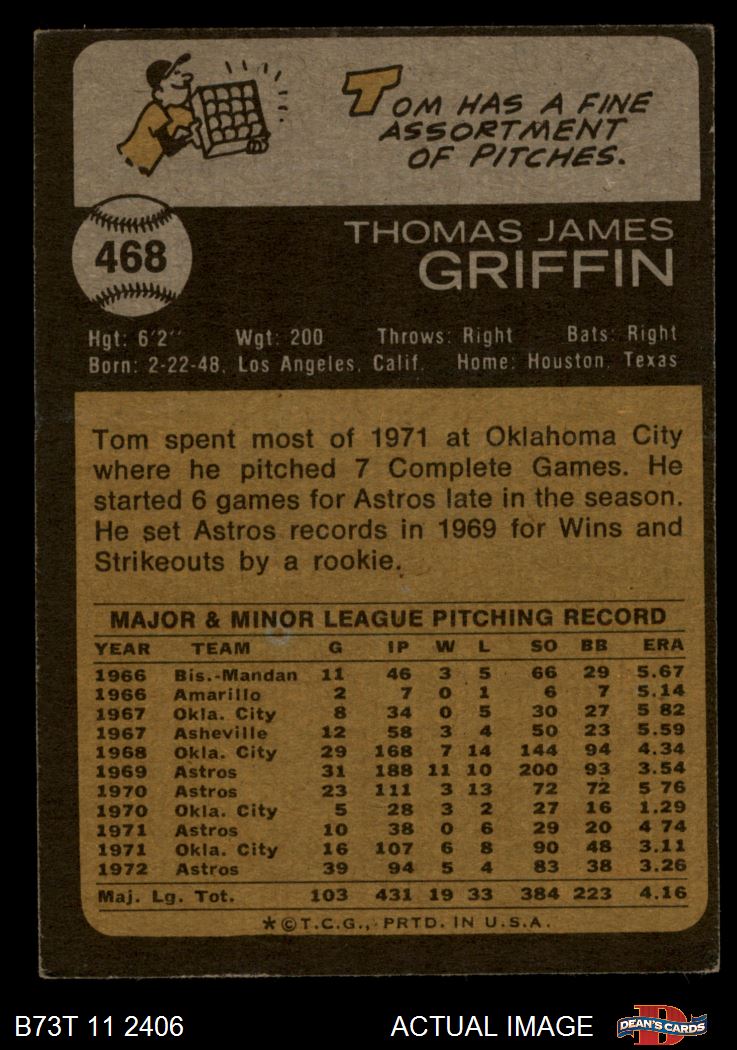 TOM HAS A FINE
ASSORTMENT
OF PITCHES.
468
THOMAS JAMES
GRIFFIN
Hgt: 6'2" Wgt: 200 Throws: Right Bats: Right
Born: 2-22-48, Los Angeles, Calif. Home: Houston, Texas
Tom spent most of 1971 at Oklahoma City
where he pitched 7 Complete Games. He
started 6 games for Astros late in the season.
He set Astros records in 1969 for Wins and
Strikeouts by a rookie.
MAJOR & MINOR LEAGUE PITCHING RECORD
YEAR TEAM G IP W L SO BB ERA
1966 Bis.-Mandan 11 46 3 5 66 29 5.67
1966 Amarillo 2 7 0 1 6 7 5.14
1967 Okla. City 8 34 0 5 30 27 5 82
1967 Asheville 12 58 3 4 50 23 5.59
1968 Okla. City 29 168 7 14 144 94 4.34
1969 Astros 31 188 11 10 200 93 3.54
1970 Astros 23 111 3 13 72 72 5 76
1970 Okla. City 5 28 3 2 27 16 1.29
1971 Astros 10 38 0 6 29 20 4 74
1971 Okla. City 16 107 6 8 90 48 3.11
1972 Astros 39 94 5 4 83 38 3.26
Maj. Lg. Tot. 103 431 19 33 384 223 4.16
★©T.C.G., PRTD. IN U.S.A.
B73T 11 2406 ACTUAL IMAGE D DEAN'S CARDS